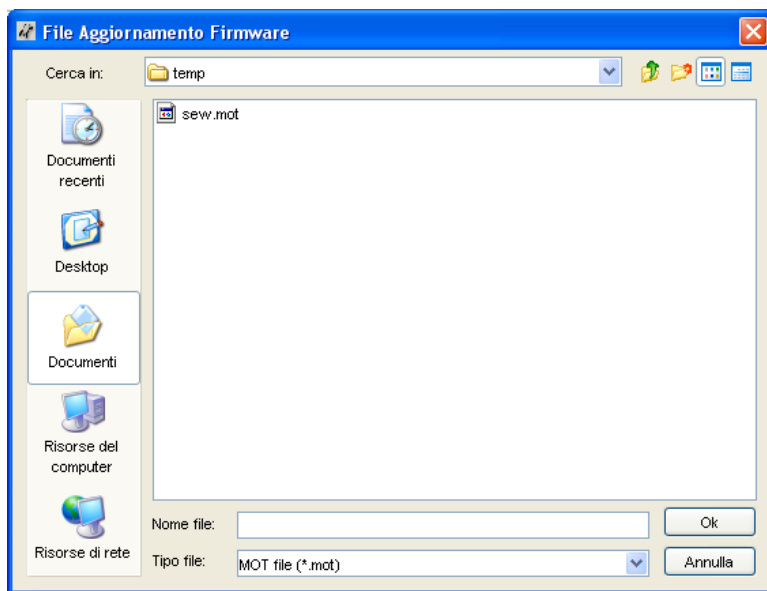 File Aggiornamento Firmware
Cerca in:
temp
sew.mot
Documenti
recenti
Desktop
Documenti
Risorse del
computer
Risorse di rete
Nome file:
Ok
Tipo file:
MOT file (*.mot)
Annulla